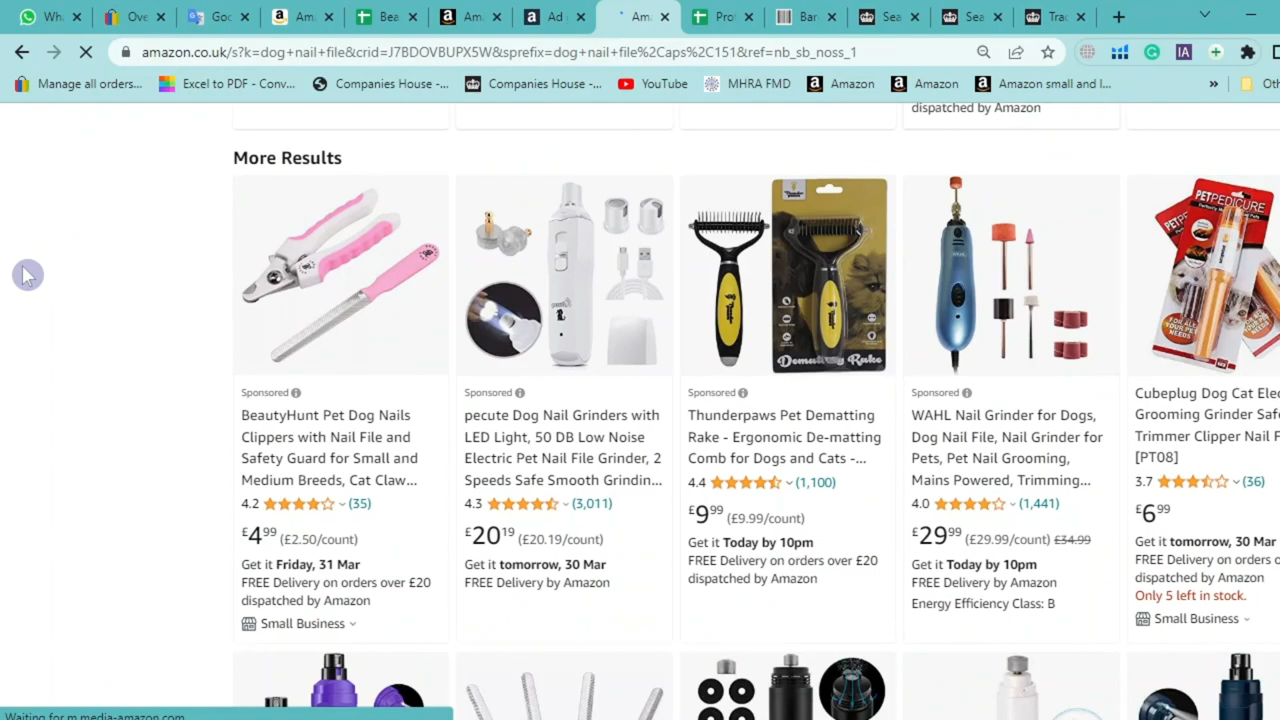 Wh
Ove
Goc
Am
Bea
Am
Ad
Am
Prof
Bar
Sea
Sea
Trac
amazon.co.uk/s?k=dog+nail+file&crid=J7BDOVBUPX5W&sprefix=dog+nail+file%2Caps%2C151&ref=nb_sb_noss_1
IA
Manage all orders...
Excel to PDF - Conv...
Companies House -...
Companies House -...
YouTube
MHRA FMD
Amazon
Amazon
Amazon small and l...
»
Oth
dispatched by Amazon
More Results
PETPEDICURE
Dematting Rake
WAHL
Sponsored
BeautyHunt Pet Dog Nails
Clippers with Nail File and
Safety Guard for Small and
Medium Breeds, Cat Claw...
4.2 (35)
£4.99 (£2.50/count)
Get it Friday, 31 Mar
FREE Delivery on orders over £20
dispatched by Amazon
Small Business
Sponsored
pecute Dog Nail Grinders with
LED Light, 50 DB Low Noise
Electric Pet Nail File Grinder, 2
Speeds Safe Smooth Grindin...
4.3 (3,011)
£20.19 (£20.19/count)
Get it tomorrow, 30 Mar
FREE Delivery by Amazon
Sponsored
Thunderpaws Pet Dematting
Rake - Ergonomic De-matting
Comb for Dogs and Cats -...
4.4 (1,100)
£9.99 (£9.99/count)
Get it Today by 10pm
FREE Delivery on orders over £20
dispatched by Amazon
Sponsored
WAHL Nail Grinder for Dogs,
Dog Nail File, Nail Grinder for
Pets, Pet Nail Grooming,
Mains Powered, Trimming...
4.0 (1,441)
£29.99 (£29.99/count) £34.99
Get it Today by 10pm
FREE Delivery by Amazon
Energy Efficiency Class: B
Cubeplug Dog Cat Elec
Grooming Grinder Saf
Trimmer Clipper Nail F
[PT08]
3.7 (36)
£6.99
Get it tomorrow, 30 Mar
FREE Delivery on orders o
dispatched by Amazon
Only 5 left in stock.
Small Business
Waiting for m.media-amazon.com